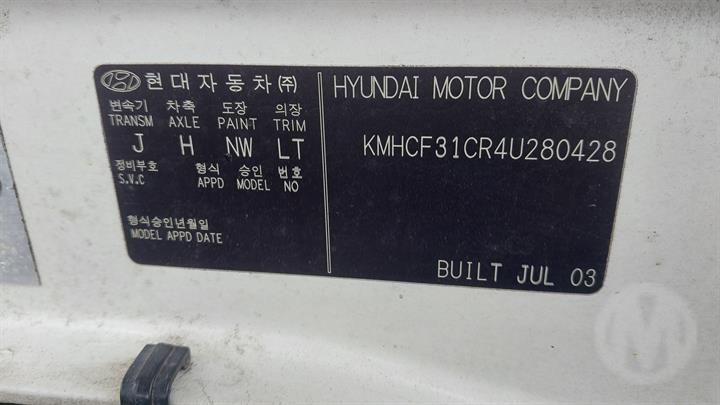 현대자동차(주)
변속기 차축 도장 의장
TRANSM AXLE PAINT TRIM
J H NW LT
정비부호 형식 승인 번호
S.V.C APPD MODEL NO
형식승인년월일
MODEL APPD DATE
HYUNDAI MOTOR COMPANY
KMHCF31CR4U280428
BUILT JUL 03
M